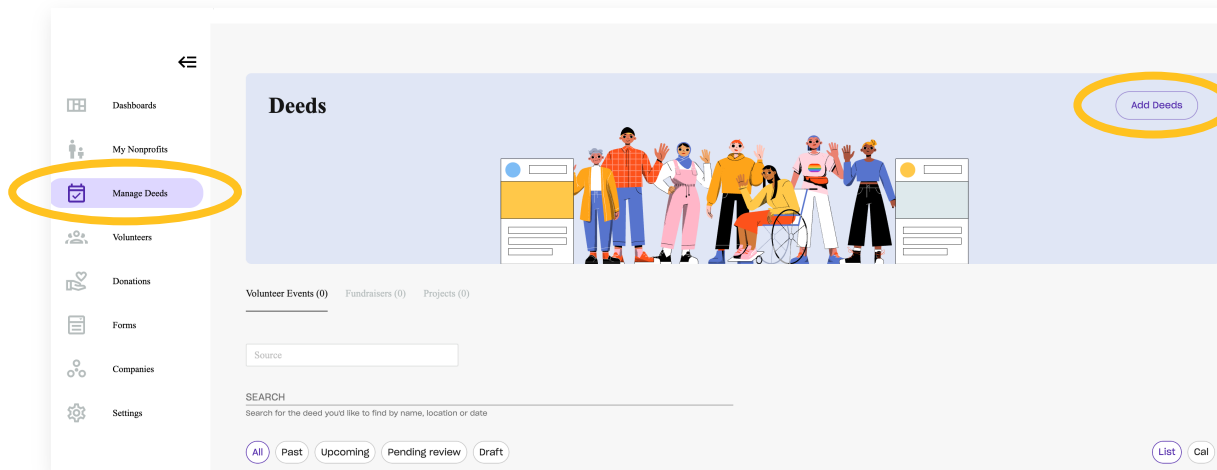 Dashboards
My Nonprofits
Manage Deeds
Volunteers
Donations
Forms
Companies
Settings
Deeds
Add Deeds
Volunteer Events (0) Fundraisers (0) Projects (0)
Source
SEARCH
Search for the deed you'd like to find by name, location or date
All Past Upcoming Pending review Draft
List Cal